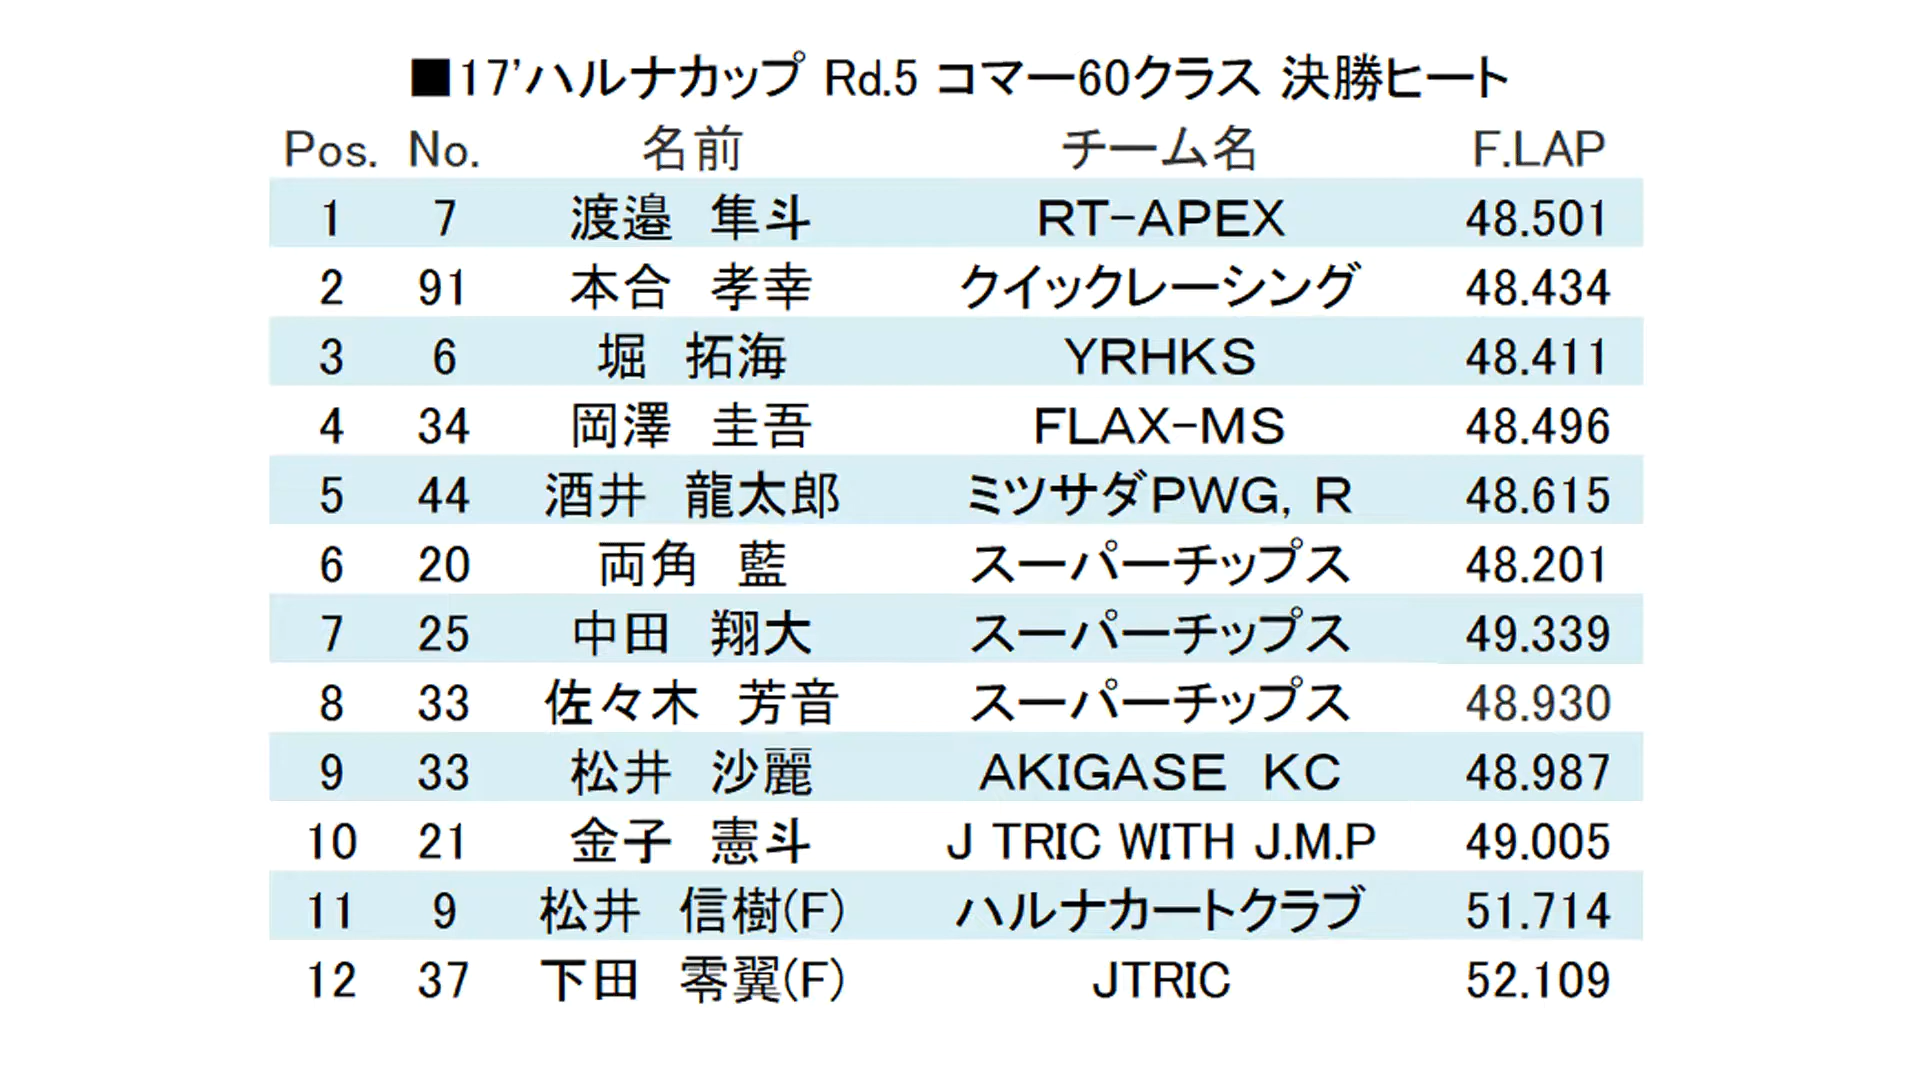 ■17'ハルナカップ Rd.5 コマー60クラス 決勝ヒート
Pos. No. 名前 チーム名 F.LAP
1 7 渡邉 隼斗 RT-APEX 48.501
2 91 本合 孝幸 クイックレーシング 48.434
3 6 堀 拓海 YRHKS 48.411
4 34 岡澤 圭吾 FLAX-MS 48.496
5 44 酒井 龍太郎 ミツサダPWG, R 48.615
6 20 両角 藍 スーパーチップス 48.201
7 25 中田 翔大 スーパーチップス 49.339
8 33 佐々木 芳音 スーパーチップス 48.930
9 33 松井 沙麗 AKIGASE KC 48.987
10 21 金子 憲斗 J TRIC WITH J.M.P 49.005
11 9 松井 信樹(F) ハルナカートクラブ 51.714
12 37 下田 零翼(F) JTRIC 52.109